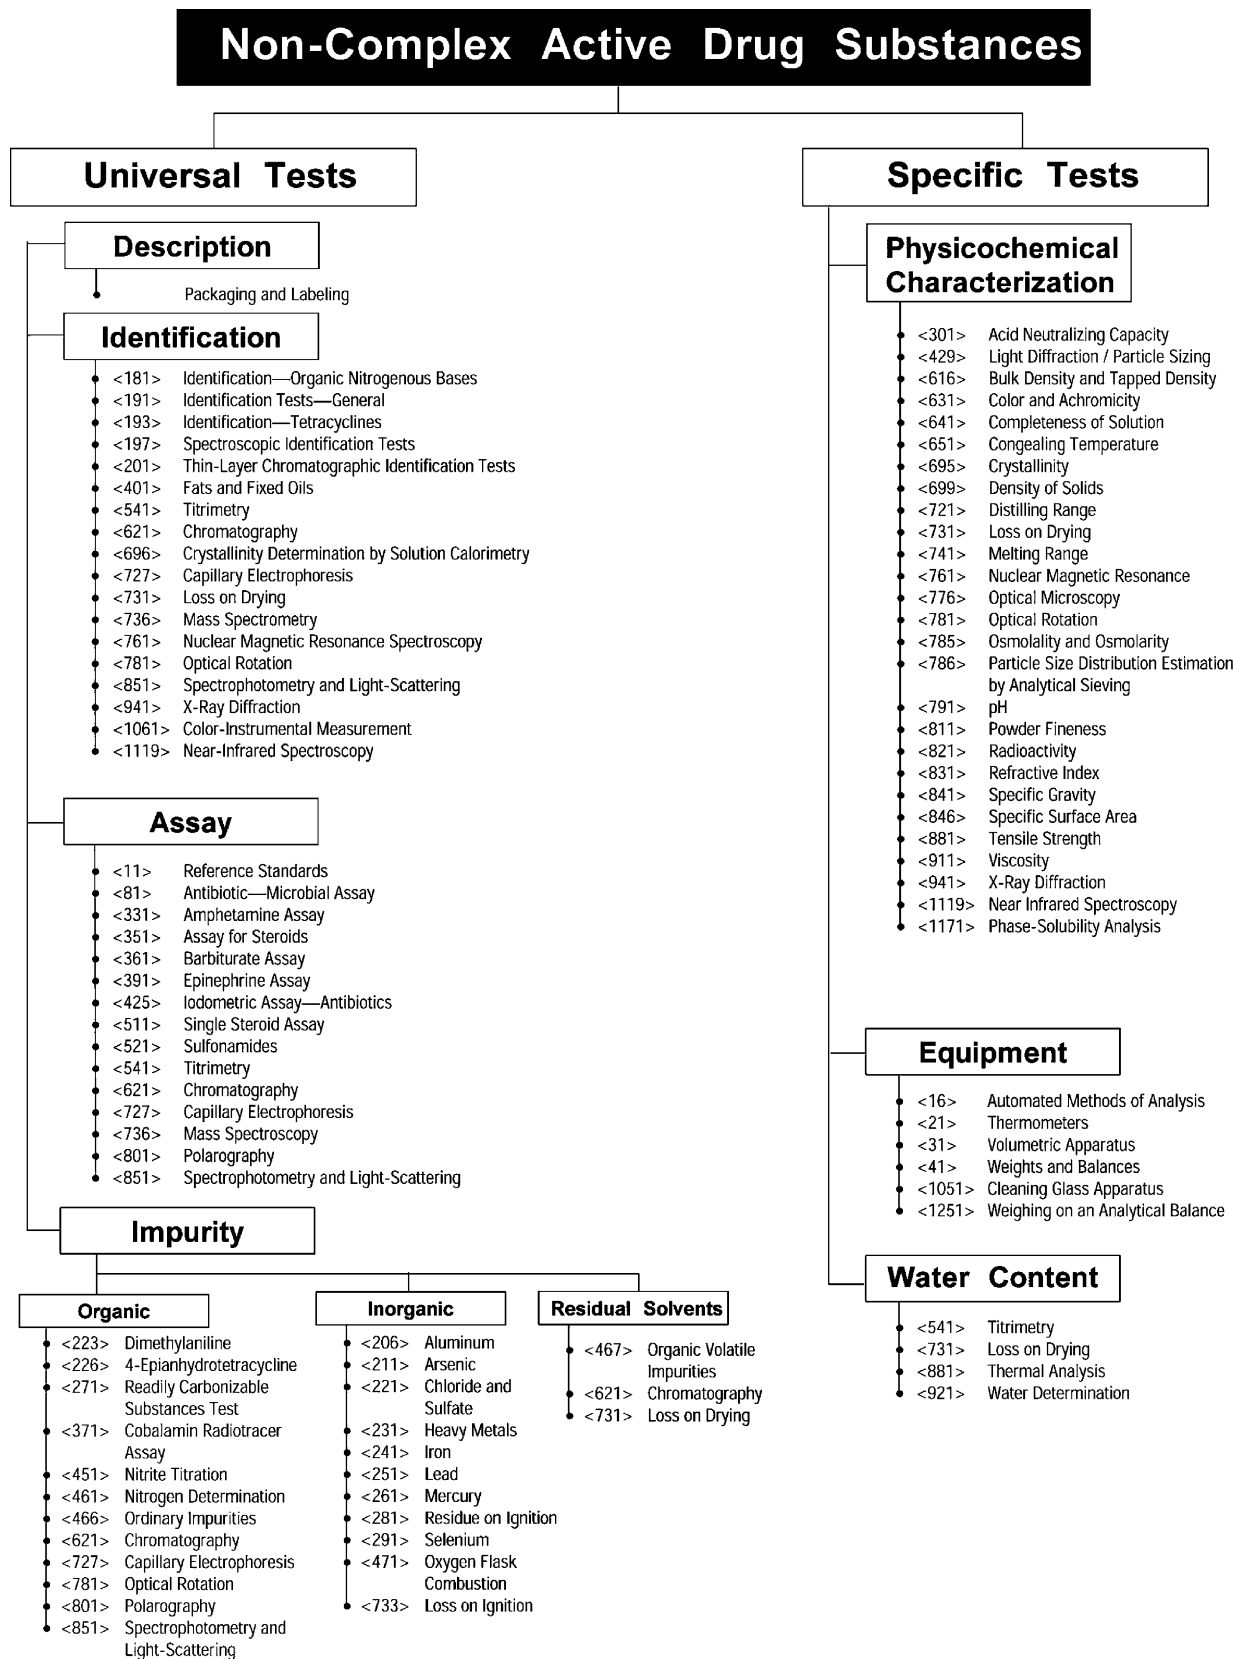 Non-Complex Active Drug Substances
Universal Tests
Description
Packaging and Labeling
Identification
<181> Identification—Organic Nitrogenous Bases
<191> Identification Tests—General
<193> Identification—Tetracyclines
<197> Spectroscopic Identification Tests
<201> Thin-Layer Chromatographic Identification Tests
<401> Fats and Fixed Oils
<541> Titrimetry
<621> Chromatography
<696> Crystallinity Determination by Solution Calorimetry
<727> Capillary Electrophoresis
<731> Loss on Drying
<736> Mass Spectrometry
<761> Nuclear Magnetic Resonance Spectroscopy
<781> Optical Rotation
<851> Spectrophotometry and Light-Scattering
<941> X-Ray Diffraction
<1061> Color-Instrumental Measurement
<1119> Near-Infrared Spectroscopy
Assay
<11> Reference Standards
<81> Antibiotic—Microbial Assay
<331> Amphetamine Assay
<351> Assay for Steroids
<361> Barbiturate Assay
<391> Epinephrine Assay
<425> Iodometric Assay—Antibiotics
<511> Single Steroid Assay
<521> Sulfonamides
<541> Titrimetry
<621> Chromatography
<727> Capillary Electrophoresis
<736> Mass Spectroscopy
<801> Polarography
<851> Spectrophotometry and Light-Scattering
Impurity
Organic
<223> Dimethylaniline
<226> 4-Epianhydrotetracycline
<271> Readily Carbonizable
Substances Test
<371> Cobalamin Radiotracer
Assay
<451> Nitrite Titration
<461> Nitrogen Determination
<466> Ordinary Impurities
<621> Chromatography
<727> Capillary Electrophoresis
<781> Optical Rotation
<801> Polarography
<851> Spectrophotometry and
Light-Scattering
Inorganic
<206> Aluminum
<211> Arsenic
<221> Chloride and
Sulfate
<231> Heavy Metals
<241> Iron
<251> Lead
<261> Mercury
<281> Residue on Ignition
<291> Selenium
<471> Oxygen Flask
Combustion
<733> Loss on Ignition
Residual Solvents
<467> Organic Volatile
Impurities
<621> Chromatography
<731> Loss on Drying
Specific Tests
Physicochemical
Characterization
<301> Acid Neutralizing Capacity
<429> Light Diffraction / Particle Sizing
<616> Bulk Density and Tapped Density
<631> Color and Achromicity
<641> Completeness of Solution
<651> Congealing Temperature
<695> Crystallinity
<699> Density of Solids
<721> Distilling Range
<731> Loss on Drying
<741> Melting Range
<761> Nuclear Magnetic Resonance
<776> Optical Microscopy
<781> Optical Rotation
<785> Osmolality and Osmolarity
<786> Particle Size Distribution Estimation
by Analytical Sieving
<791> pH
<811> Powder Fineness
<821> Radioactivity
<831> Refractive Index
<841> Specific Gravity
<846> Specific Surface Area
<881> Tensile Strength
<911> Viscosity
<941> X-Ray Diffraction
<1119> Near Infrared Spectroscopy
<1171> Phase-Solubility Analysis
Equipment
<16> Automated Methods of Analysis
<21> Thermometers
<31> Volumetric Apparatus
<41> Weights and Balances
<1051> Cleaning Glass Apparatus
<1251> Weighing on an Analytical Balance
Water Content
<541> Titrimetry
<731> Loss on Drying
<881> Thermal Analysis
<921> Water Determination